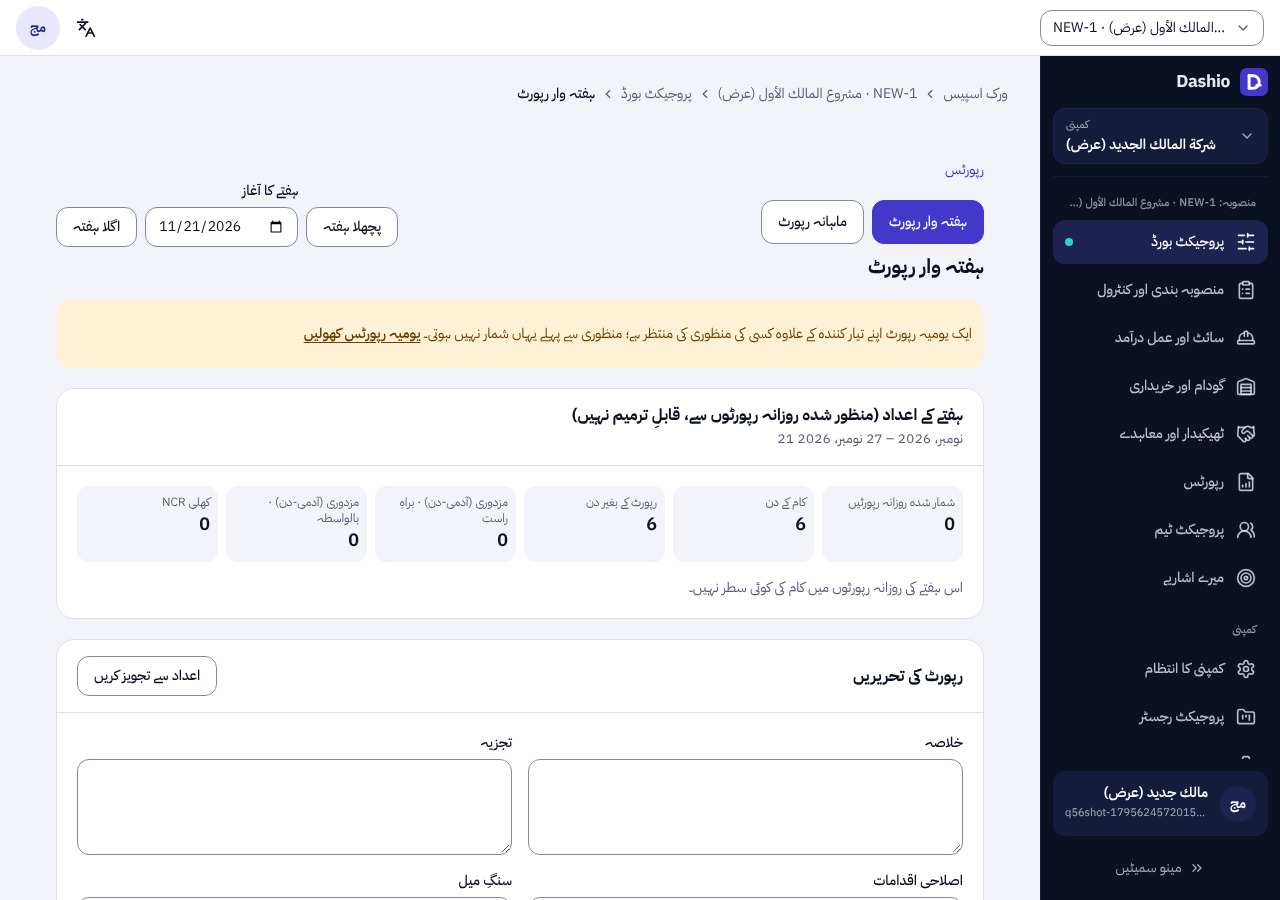 NEW-1 · المالك الأول (عرض)...
مج
Dashio
کمپنی
شركة المالك الجديد (عرض)
منصوبہ: NEW-1 · مشروع المالك الأول (...
پروجیکٹ بورڈ
منصوبہ بندی اور کنٹرول
سائٹ اور عمل درآمد
گودام اور خریداری
ٹھیکیدار اور معاہدے
رپورٹس
پروجیکٹ ٹیم
میرے اشاریے
کمپنی
کمپنی کا انتظام
پروجیکٹ رجسٹر
مالك جديد (عرض)
مج
q56shot-1795624572015...
مینو سمیٹیں
ورک اسپیس
NEW-1 · مشروع المالك الأول (عرض)
پروجیکٹ بورڈ
ہفتہ وار رپورٹ
رپورٹس
ہفتہ وار رپورٹ
ماہانہ رپورٹ
ہفتہ وار رپورٹ
ہفتے کا آغاز
پچھلا ہفتہ
11/21/2026
اگلا ہفتہ
ایک یومیہ رپورٹ اپنے تیار کنندہ کے علاوہ کسی کی منظوری کی منتظر ہے؛ منظوری سے پہلے یہاں شمار نہیں ہوتی۔ یومیہ رپورٹس کھولیں
ہفتے کے اعداد (منظور شدہ روزانہ رپورٹوں سے، قابلِ ترمیم نہیں)
21 نومبر، 2026 – 27 نومبر، 2026
شمار شدہ روزانہ رپورٹیں
0
کام کے دن
6
رپورٹ کے بغیر دن
6
مزدوری (آدمی-دن) · براہِ راست
0
مزدوری (آدمی-دن) · بالواسطہ
0
کھلی NCR
0
اس ہفتے کی روزانہ رپورٹوں میں کام کی کوئی سطر نہیں۔
رپورٹ کی تحریریں
اعداد سے تجویز کریں
خلاصہ
تجزیہ
اصلاحی اقدامات
سنگِ میل